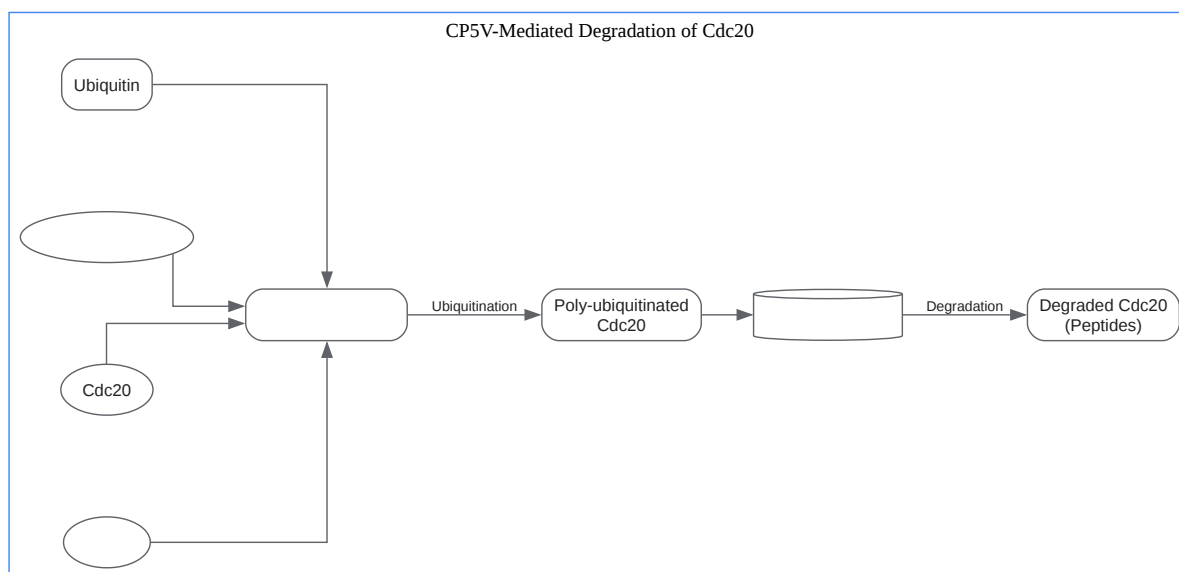 CP5V-Mediated Degradation of Cdc20
Ubiquitin
Cdc20
Ubiquitination
Poly-ubiquitinated
Cdc20
Degradation
Degraded Cdc20
(Peptides)